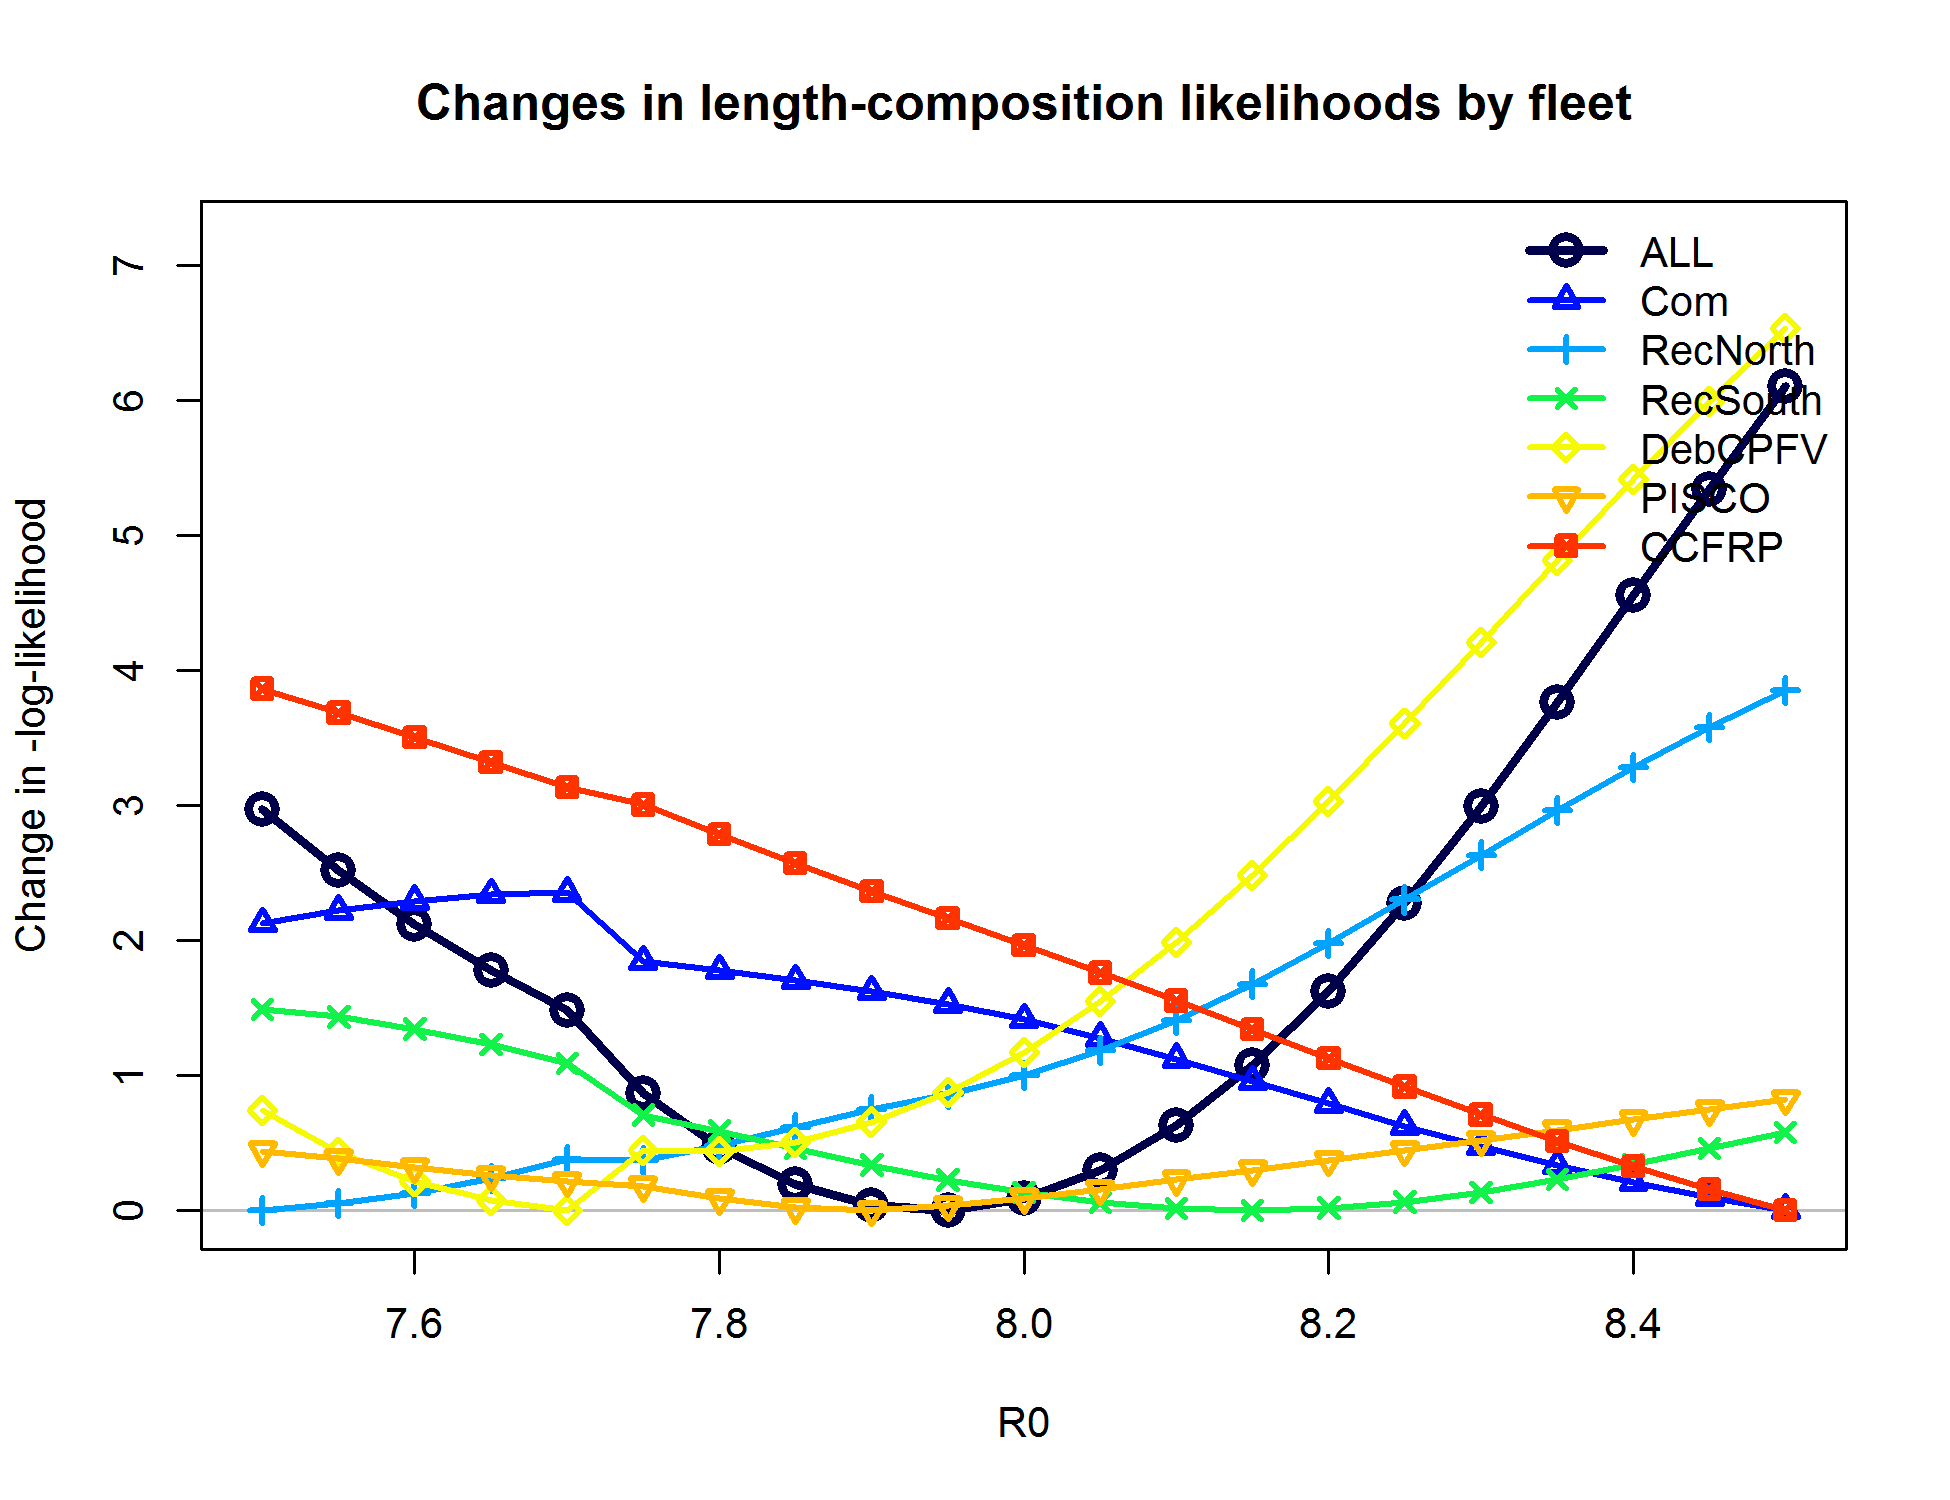 Changes in length-composition likelihoods by fleet
ALL
Com
RecNorth
RecSouth
DebCPFV
PISCO
CCFRP
Change in -log-likelihood
7
6
5
4
3
2
1
0
7.6 7.8 8.0 8.2 8.4
R0